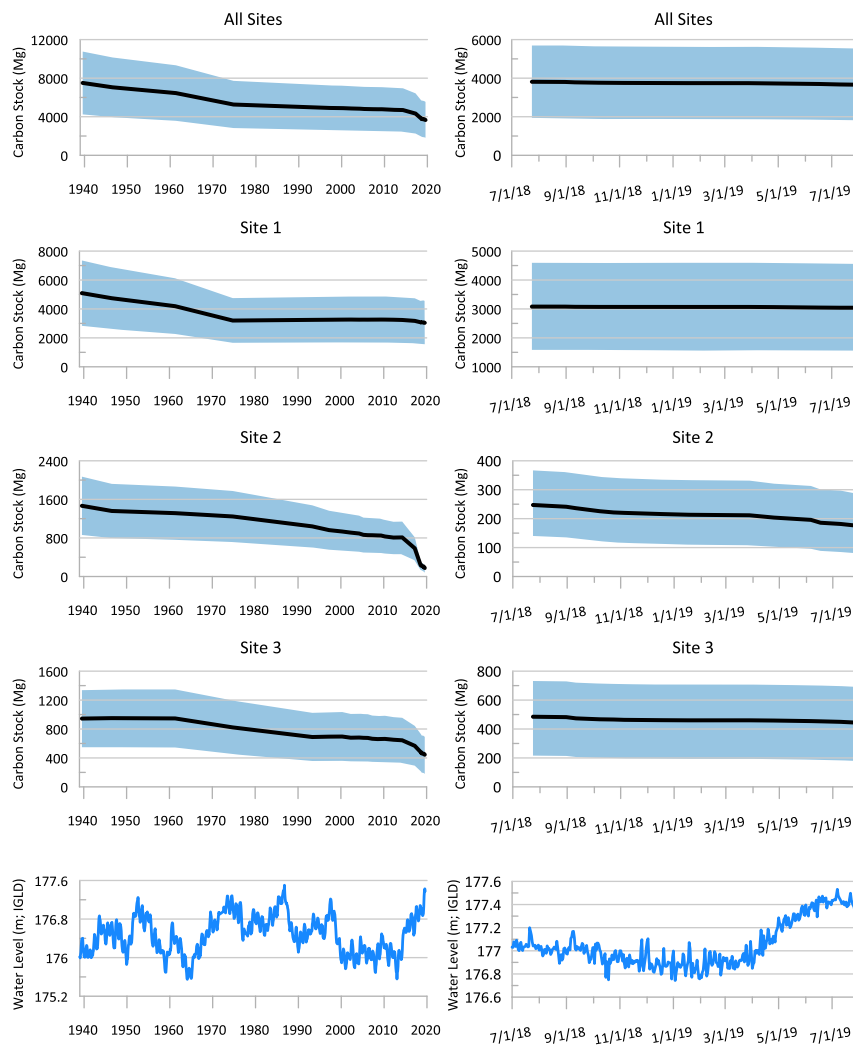 All Sites
Carbon Stock (Mg)
12000
8000
4000
0
1940 1950 1960 1970 1980 1990 2000 2010 2020
All Sites
Carbon Stock (Mg)
6000
4000
2000
0
7/1/18 9/1/18 11/1/18 1/1/19 3/1/19 5/1/19 7/1/19
Site 1
Carbon Stock (Mg)
8000
6000
4000
2000
0
1940 1950 1960 1970 1980 1990 2000 2010 2020
Site 1
Carbon Stock (Mg)
5000
4000
3000
2000
1000
7/1/18 9/1/18 11/1/18 1/1/19 3/1/19 5/1/19 7/1/19
Site 2
Carbon Stock (Mg)
2400
1600
800
0
1940 1950 1960 1970 1980 1990 2000 2010 2020
Site 2
Carbon Stock (Mg)
400
300
200
100
0
7/1/18 9/1/18 11/1/18 1/1/19 3/1/19 5/1/19 7/1/19
Site 3
Carbon Stock (Mg)
1600
1200
800
400
0
1940 1950 1960 1970 1980 1990 2000 2010 2020
Site 3
Carbon Stock (Mg)
800
600
400
200
0
7/1/18 9/1/18 11/1/18 1/1/19 3/1/19 5/1/19 7/1/19
Water Level (m; IGLD)
177.6
176.8
176
175.2
1940 1950 1960 1970 1980 1990 2000 2010 2020
Water Level (m; IGLD)
177.6
177.4
177.2
177
176.8
176.6
7/1/18 9/1/18 11/1/18 1/1/19 3/1/19 5/1/19 7/1/19